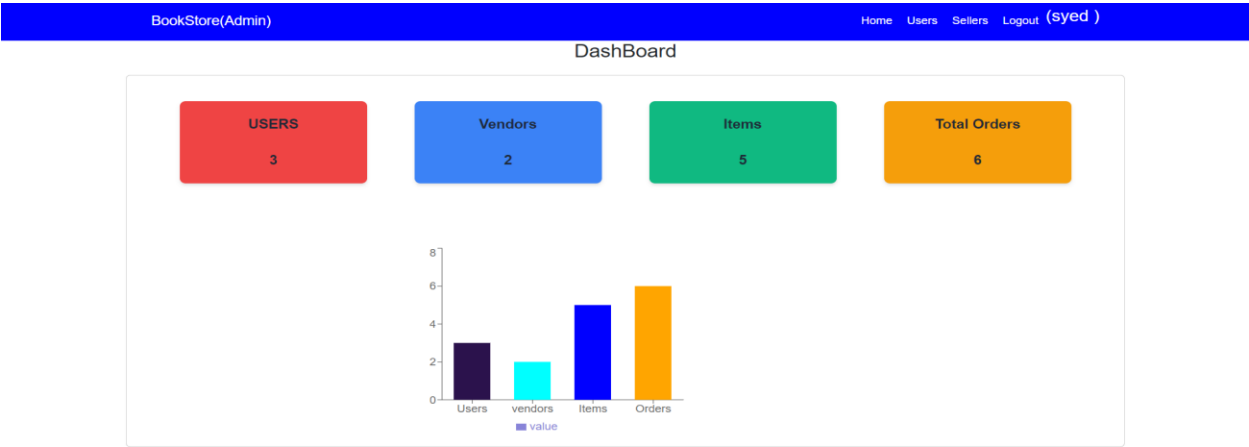 BookStore(Admin) Home Users Sellers Logout (syed )
DashBoard
USERS Vendors Items Total Orders
3 2 5 6
8
6
4
2
0
Users vendors Items Orders
value